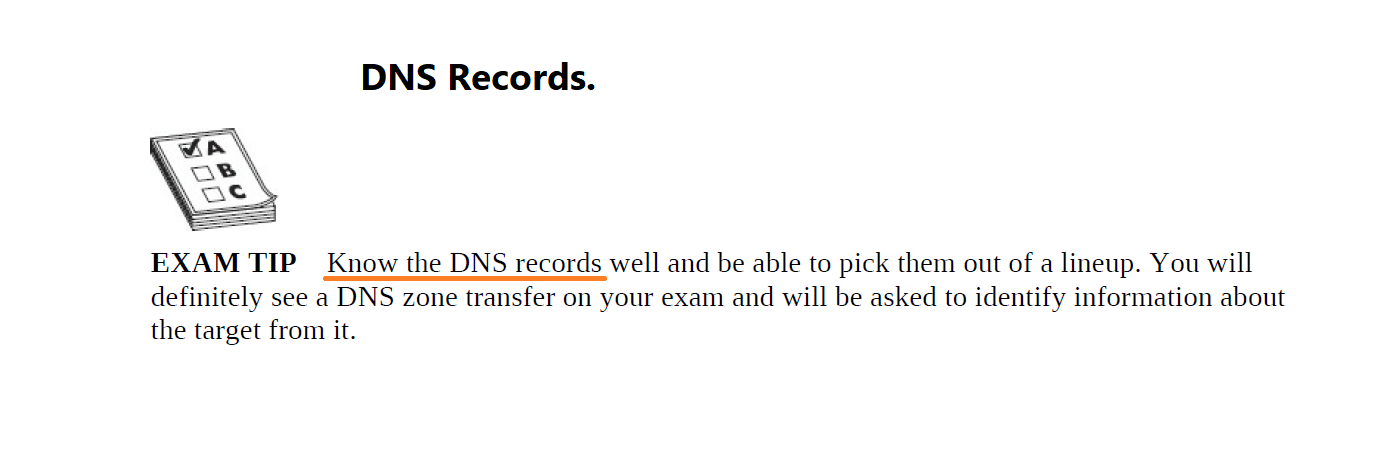 DNS Records.
A
B
C
EXAM TIP Know the DNS records well and be able to pick them out of a lineup. You will
definitely see a DNS zone transfer on your exam and will be asked to identify information about
the target from it.